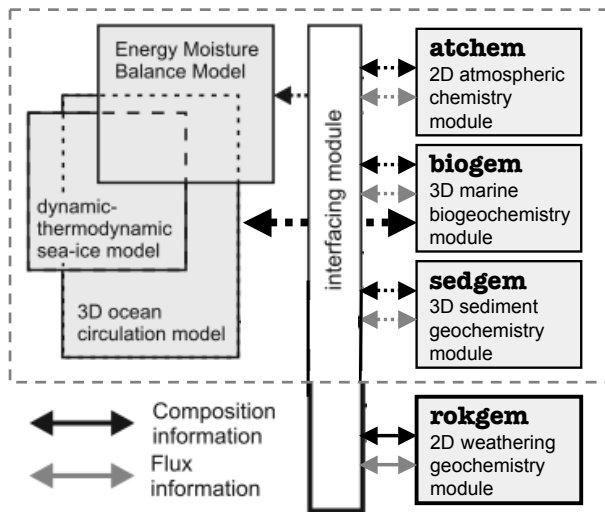 Energy Moisture
Balance Model
dynamic-
thermodynamic
sea-ice model
3D ocean
circulation model
interfacing module
atchem
2D atmospheric
chemistry
module
biogem
3D marine
biogeochemistry
module
sedgem
3D sediment
geochemistry
module
rokgem
2D weathering
geochemistry
module
Composition
information
Flux
information